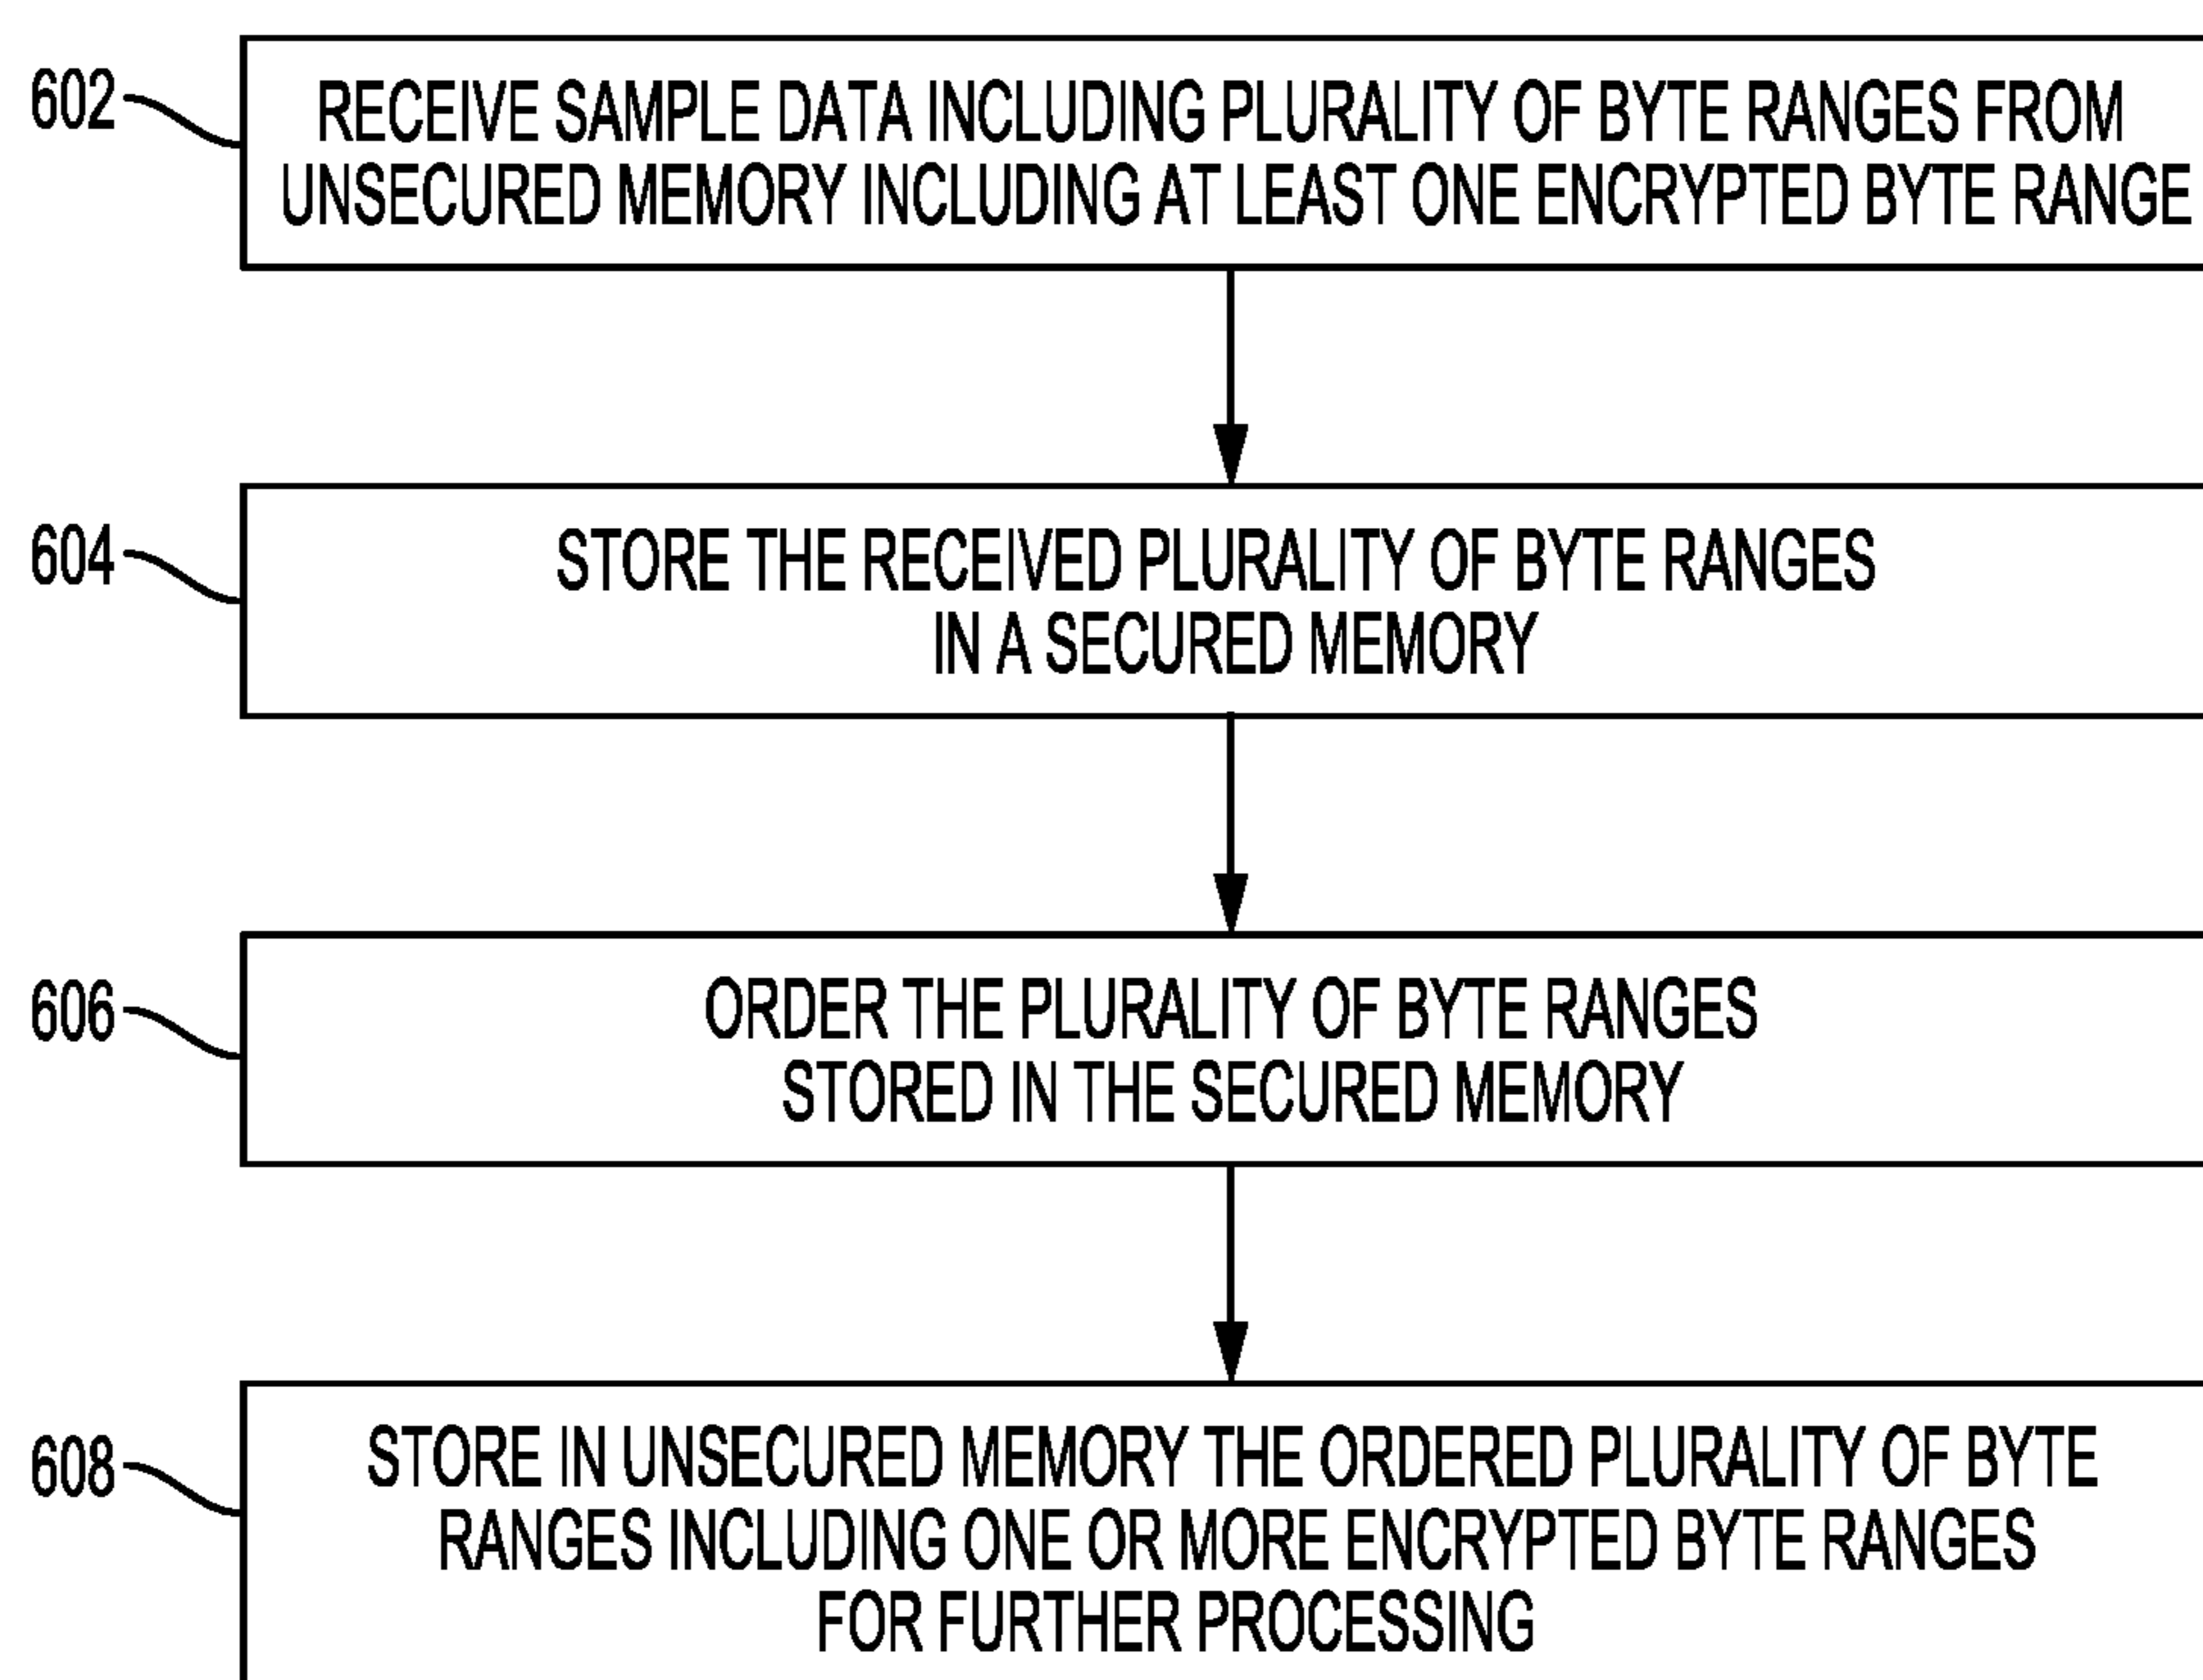 602
RECEIVE SAMPLE DATA INCLUDING PLURALITY OF BYTE RANGES FROM
UNSECURED MEMORY INCLUDING AT LEAST ONE ENCRYPTED BYTE RANGE
604
STORE THE RECEIVED PLURALITY OF BYTE RANGES
IN A SECURED MEMORY
606
ORDER THE PLURALITY OF BYTE RANGES
STORED IN THE SECURED MEMORY
608
STORE IN UNSECURED MEMORY THE ORDERED PLURALITY OF BYTE
RANGES INCLUDING ONE OR MORE ENCRYPTED BYTE RANGES
FOR FURTHER PROCESSING